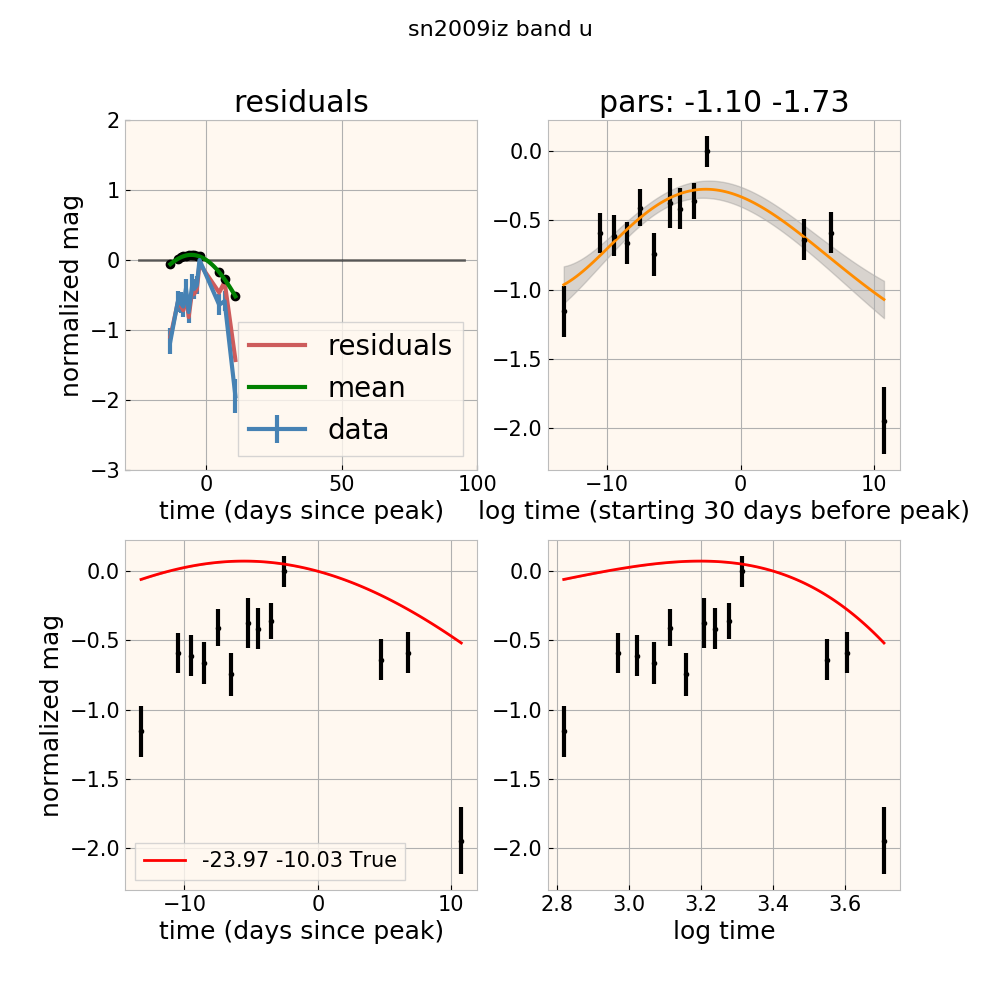 sn2009iz band u
residuals
pars: -1.10 -1.73
normalized mag
2
1
0
−1
−2
−3
residuals
mean
data
0
50
100
time (days since peak)
0.0
−0.5
−1.0
−1.5
−2.0
−10
0
10
log time (starting 30 days before peak)
normalized mag
0.0
−0.5
−1.0
−1.5
−2.0
-23.97 -10.03 True
−10
0
10
time (days since peak)
0.0
−0.5
−1.0
−1.5
−2.0
2.8
3.0
3.2
3.4
3.6
log time